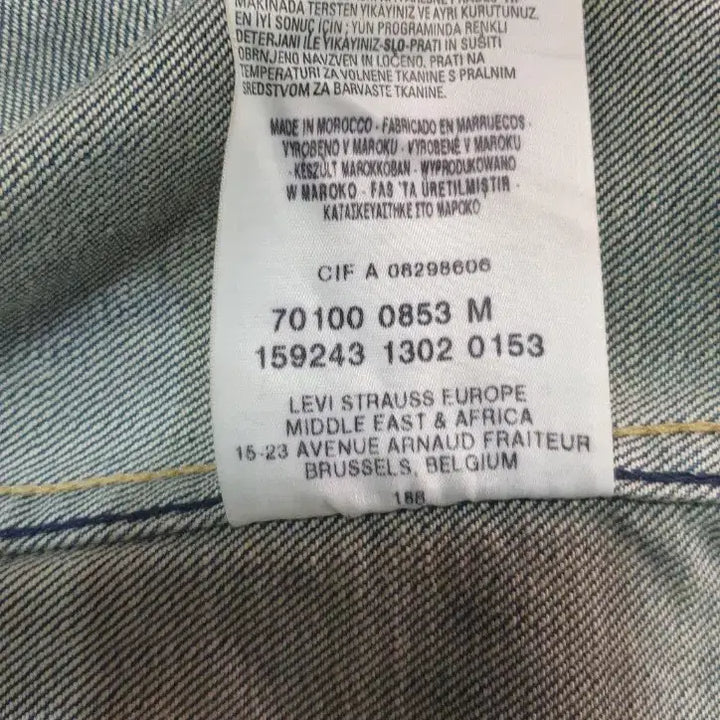 MAKİNADA TERSTEN YIKAYINIZ VE AYRI KURUTUNUZ.
EN İYİ SONUÇ İÇİN; YÜN PROGRAMINDA RENKLİ
DETERJANI İLE YIKAYINIZ-SLO-PRATI IN SUŠITI
OBRNJENO NAVZVEN IN LOČENO. PRATI NA
TEMPERATURI ZA VOLNENE TKANINE S PRALNIM
SREDSTVOM ZA BARVASTE TKANINE.
MADE IN MOROCCO - FABRICADO EN MARRUECOS -
VYROBENO V MAROKU - VYROBENÉ V MAROKU
- KÉSZÜLT MAROKKÓBAN - WYPRODUKOWANO
W MAROKO - FAS 'TA ÜRETİLMİŞTİR -
ΚΑΤΑΣΚΕΥΑΣΤΗΚΕ ΣΤΟ ΜΑΡΟΚΟ
CIF A 08298606
70100 0853 M
159243 1302 0153
LEVI STRAUSS EUROPE
MIDDLE EAST & AFRICA
15-23 AVENUE ARNAUD FRAITEUR
BRUSSELS, BELGIUM
188